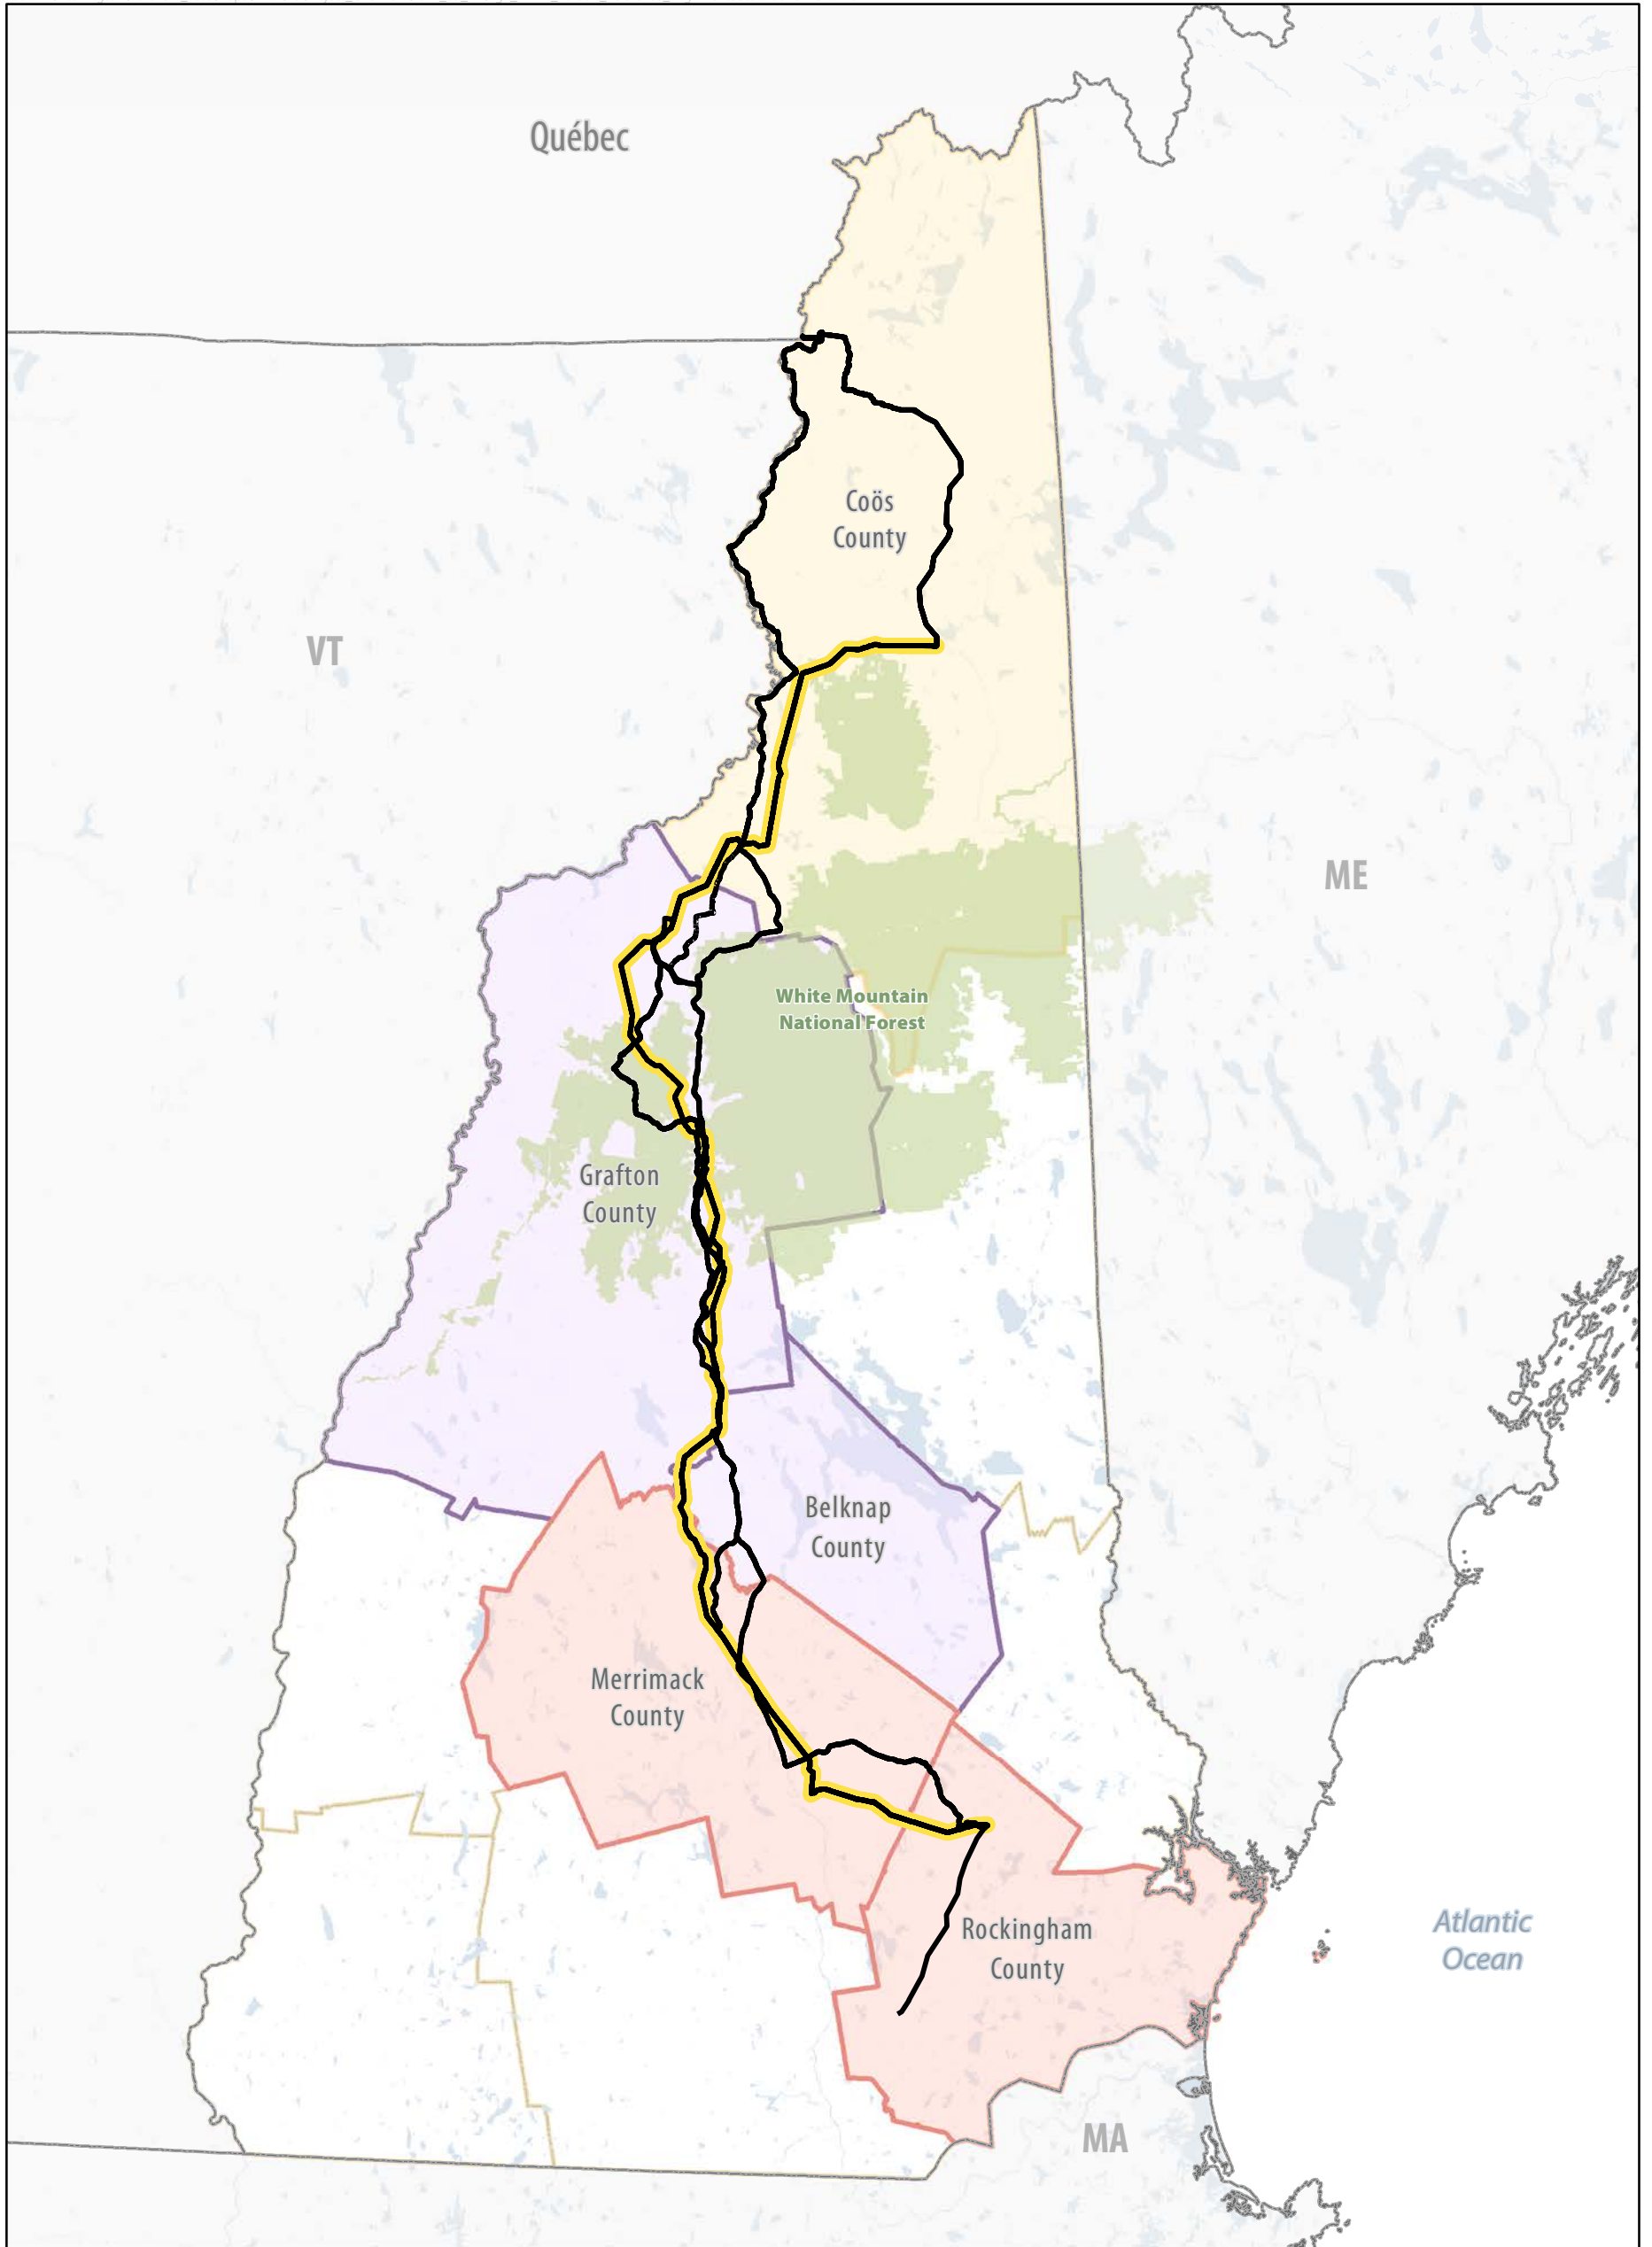 Québec
Coös
County
VT
ME
White Mountain
National Forest
Grafton
County
Belknap
County
Merrimack
County
Rockingham
County
Atlantic
Ocean
MA